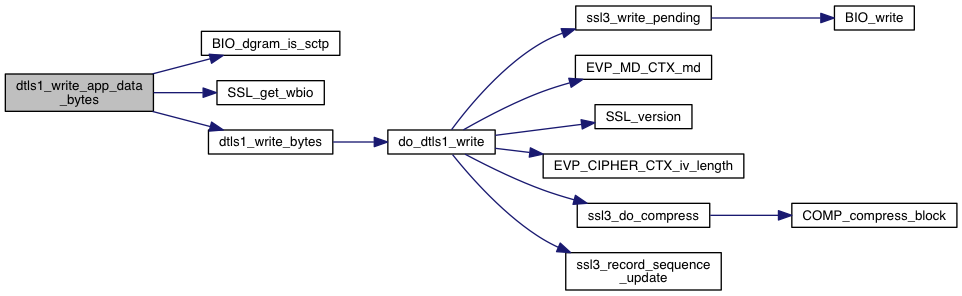 dtls1_write_app_data
_bytes
BIO_dgram_is_sctp
SSL_get_wbio
dtls1_write_bytes
do_dtls1_write
ssl3_write_pending
BIO_write
EVP_MD_CTX_md
SSL_version
EVP_CIPHER_CTX_iv_length
ssl3_do_compress
COMP_compress_block
ssl3_record_sequence
_update